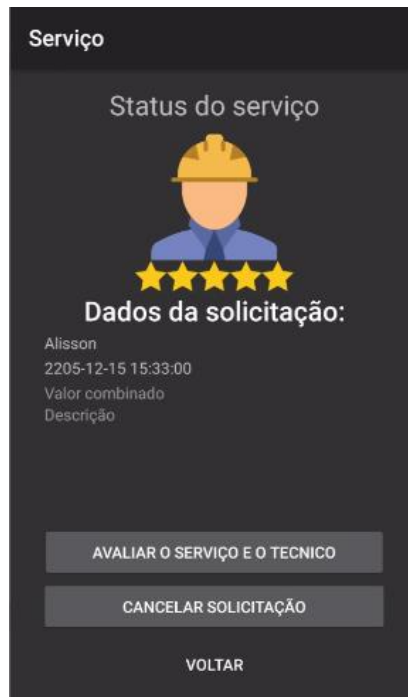 Serviço
Status do serviço
Dados da solicitação:
Alisson
2205-12-15 15:33:00
Valor combinado
Descrição
AVALIAR O SERVIÇO E O TECNICO
CANCELAR SOLICITAÇÃO
VOLTAR